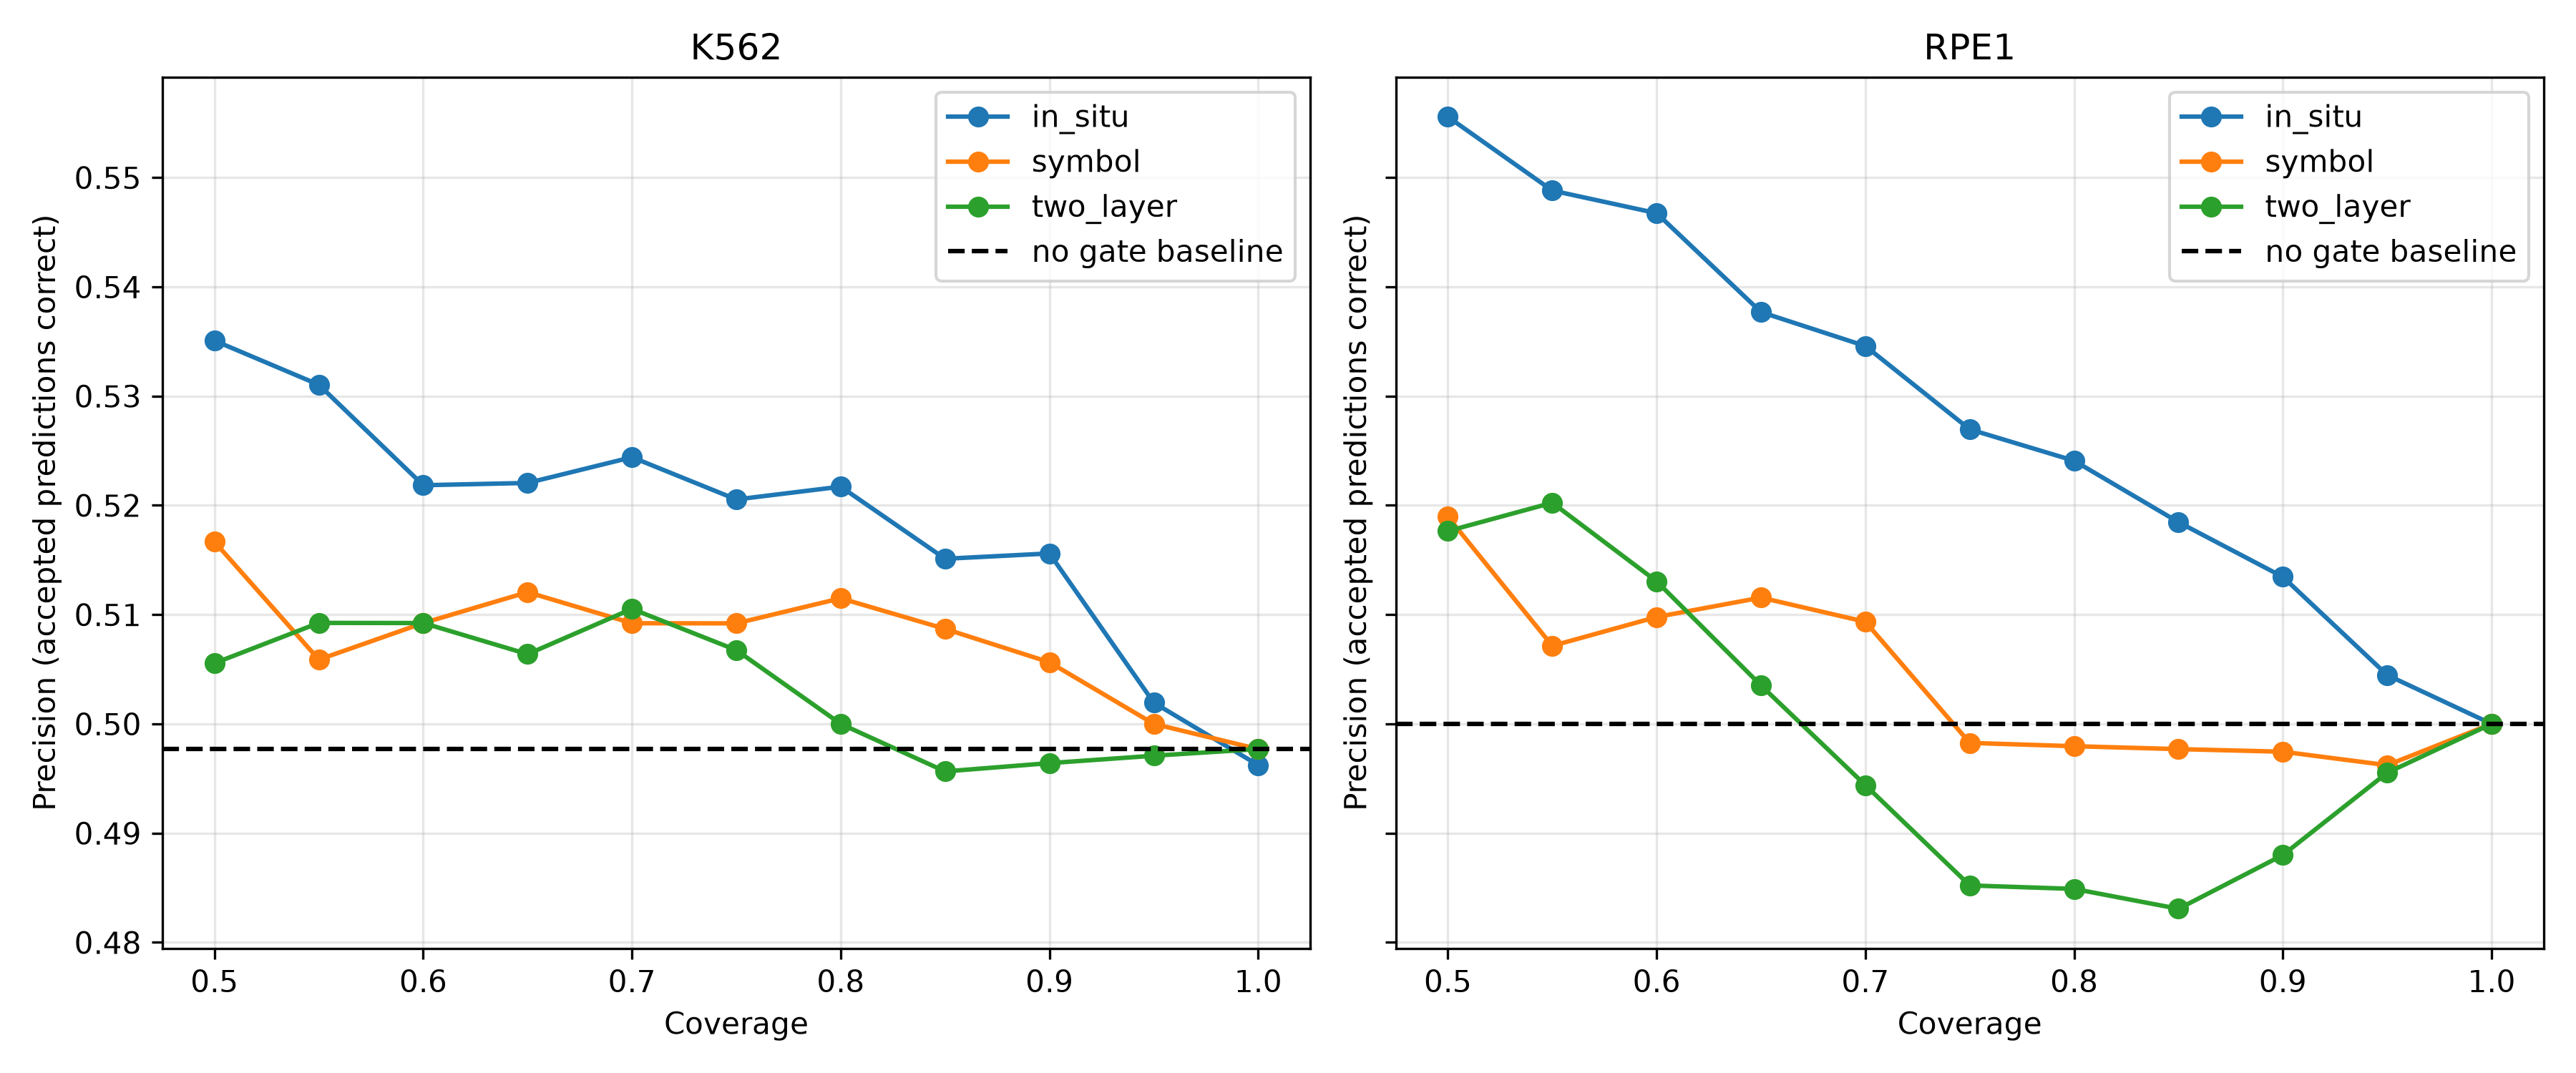 K562
RPE1
in_situ
symbol
two_layer
no gate baseline
in_situ
symbol
two_layer
no gate baseline
Precision (accepted predictions correct)
0.55
0.54
0.53
0.52
0.51
0.50
0.49
0.48
Precision (accepted predictions correct)
0.5 0.6 0.7 0.8 0.9 1.0
0.5 0.6 0.7 0.8 0.9 1.0
Coverage
Coverage